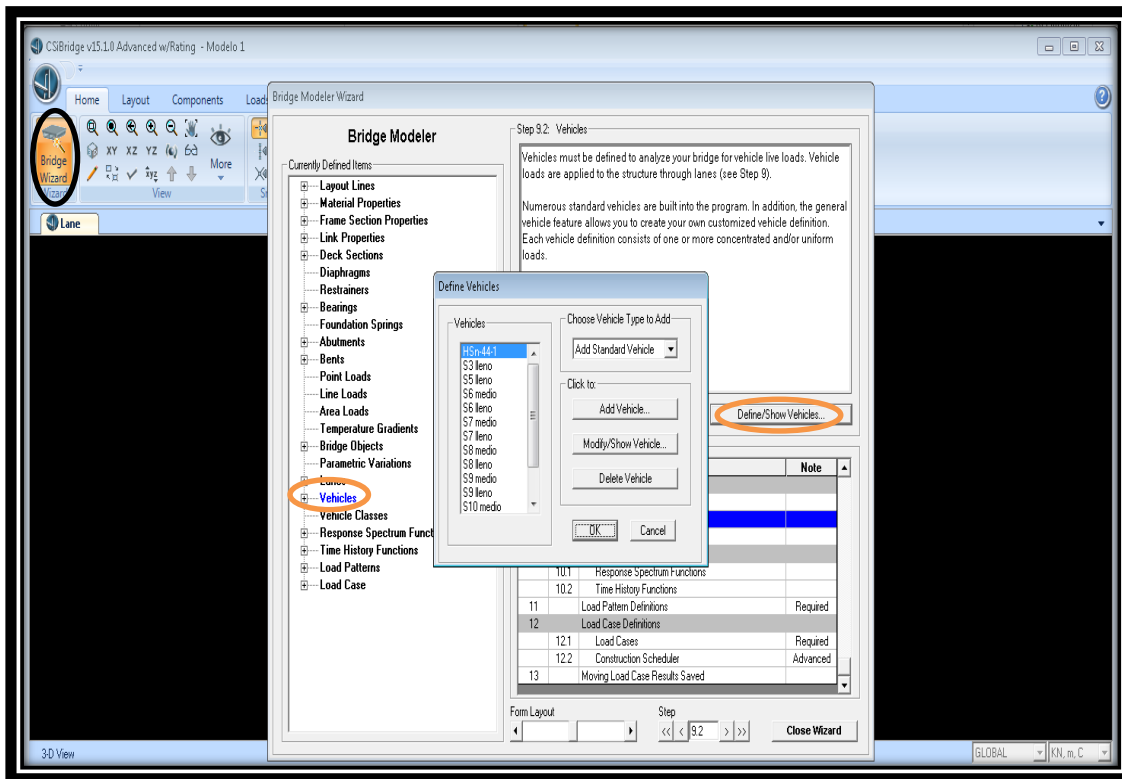 CSiBridge v15.1.0 Advanced w/Rating - Modelo 1
Home Layout Components Loads
Bridge Wizard
XY XZ YZ
xyz
More
Wizard View
Lane
Bridge Modeler Wizard
Bridge Modeler
Currently Defined Items
Layout Lines
Material Properties
Frame Section Properties
Link Properties
Deck Sections
Diaphragms
Restrainers
Bearings
Foundation Springs
Abutments
Bents
Point Loads
Line Loads
Area Loads
Temperature Gradients
Bridge Objects
Parametric Variations
Lanes
Vehicles
Vehicle Classes
Response Spectrum Funct
Time History Functions
Load Patterns
Load Case
Step 9.2: Vehicles
Vehicles must be defined to analyze your bridge for vehicle live loads. Vehicle
loads are applied to the structure through lanes (see Step 9).
Numerous standard vehicles are built into the program. In addition, the general
vehicle feature allows you to create your own customized vehicle definition.
Each vehicle definition consists of one or more concentrated and/or uniform
loads.
Define Vehicles
Vehicles
HSn-44-1
S3 lleno
S5 lleno
S6 medio
S6 lleno
S7 medio
S7 lleno
S8 medio
S8 lleno
S9 medio
S9 lleno
S10 medio
Choose Vehicle Type to Add
Add Standard Vehicle
Click to:
Add Vehicle...
Modify/Show Vehicle...
Delete Vehicle
OK Cancel
Define/Show Vehicles...
Note
10.1 Response Spectrum Functions
10.2 Time History Functions
11 Load Pattern Definitions Required
12 Load Case Definitions
12.1 Load Cases Required
12.2 Construction Scheduler Advanced
13 Moving Load Case Results Saved
Form Layout Step
<< < 9.2 > >> Close Wizard
3-D View GLOBAL KN, m, C